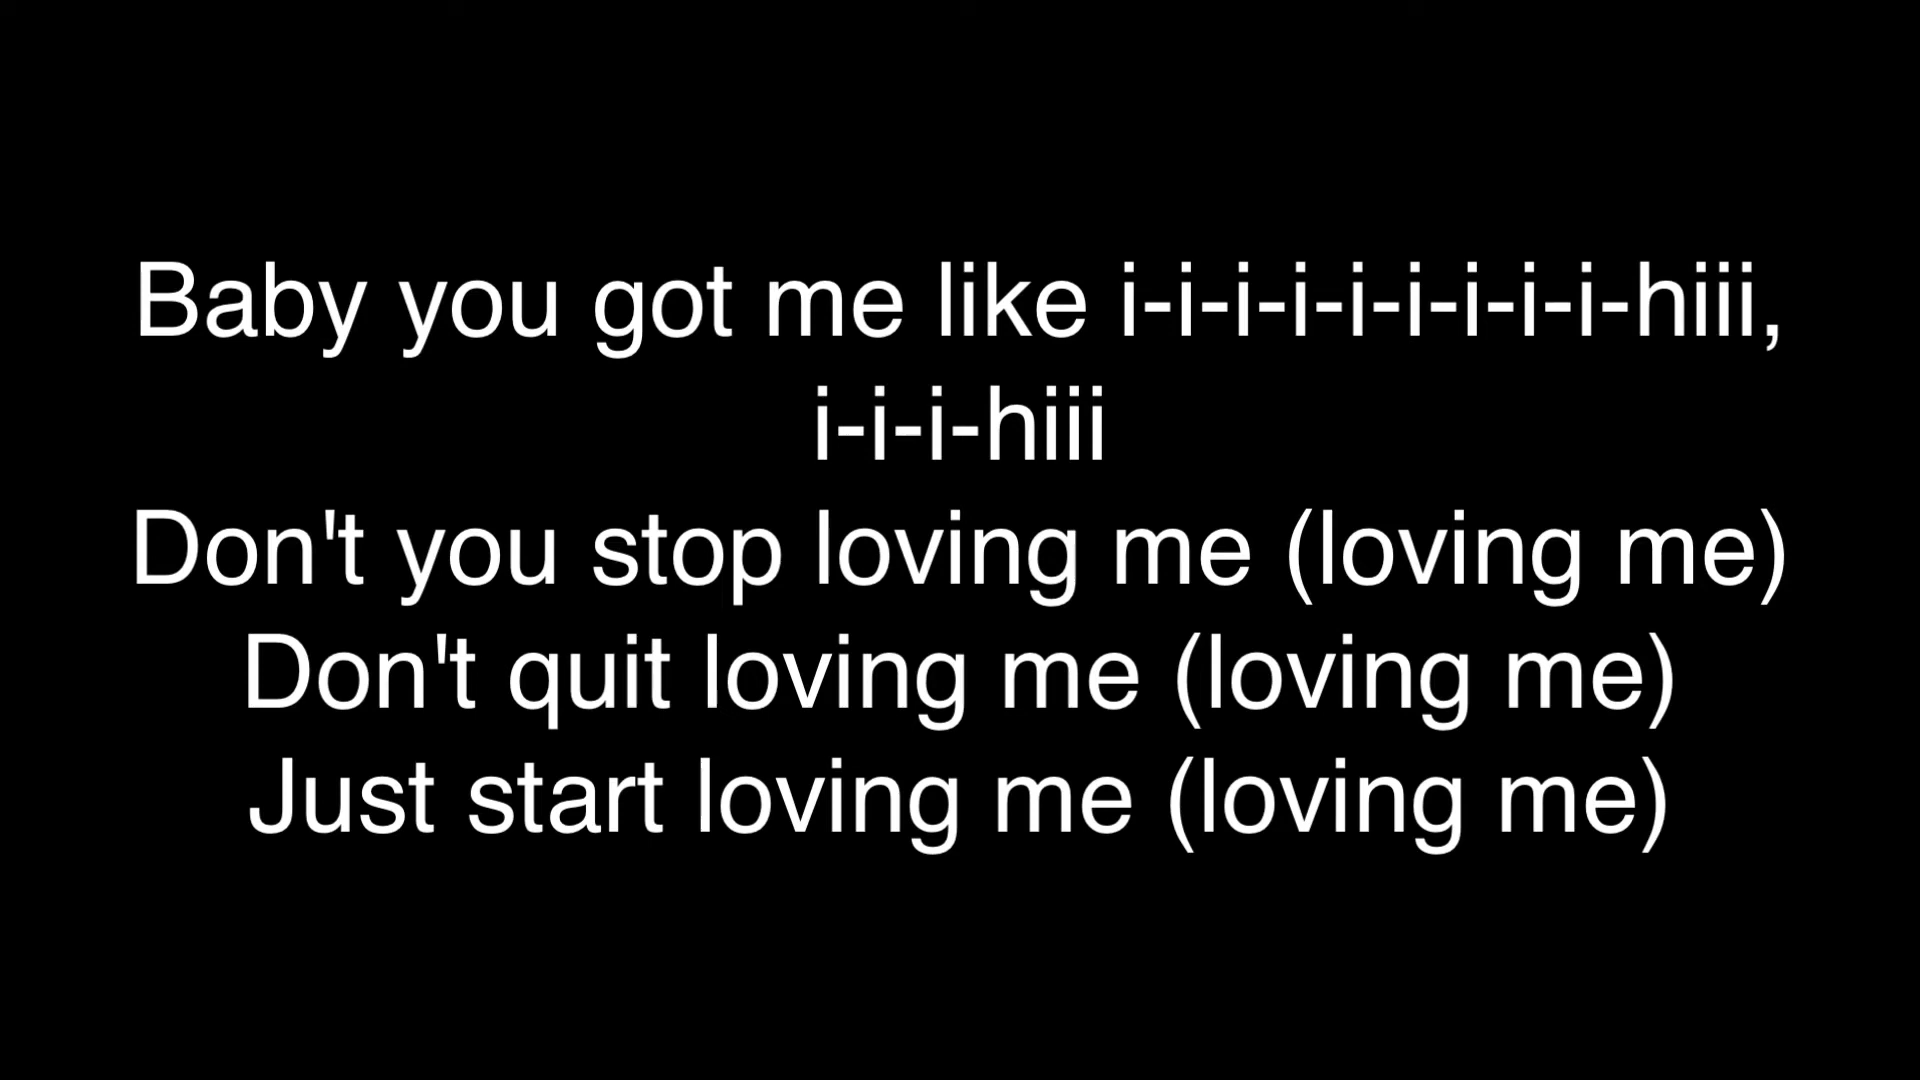 Baby you got me like i-i-i-i-i-i-i-i-i-hiii,
i-i-i-hiii
Don't you stop loving me (loving me)
Don't quit loving me (loving me)
Just start loving me (loving me)